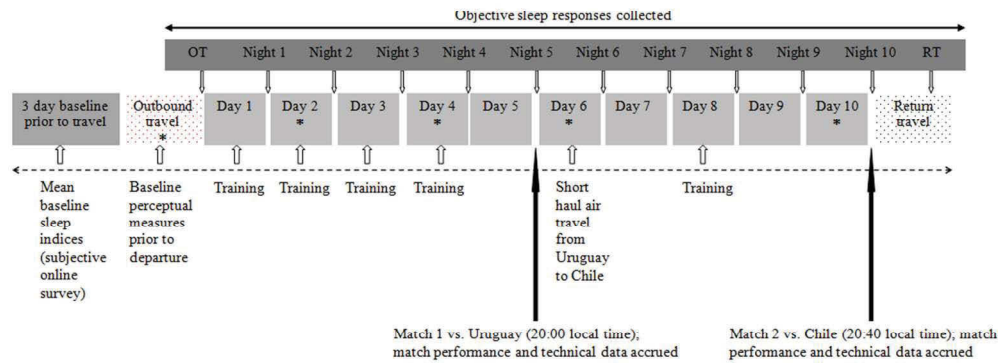 Objective sleep responses collected
OT Night 1 Night 2 Night 3 Night 4 Night 5 Night 6 Night 7 Night 8 Night 9 Night 10 RT
3 day baseline
prior to travel
Outbound
travel
*
Day 1
Day 2
*
Day 3
Day 4
*
Day 5
Day 6
*
Day 7
Day 8
Day 9
Day 10
*
Return
travel
Mean
baseline
sleep
indices
(subjective
online
survey)
Baseline
perceptual
measures
prior to
departure
Training
Training
Training
Training
Short
haul air
travel
from
Uruguay
to Chile
Training
Match 1 vs. Uruguay (20:00 local time);
match performance and technical data accrued
Match 2 vs. Chile (20:40 local time); match
performance and technical data accrued